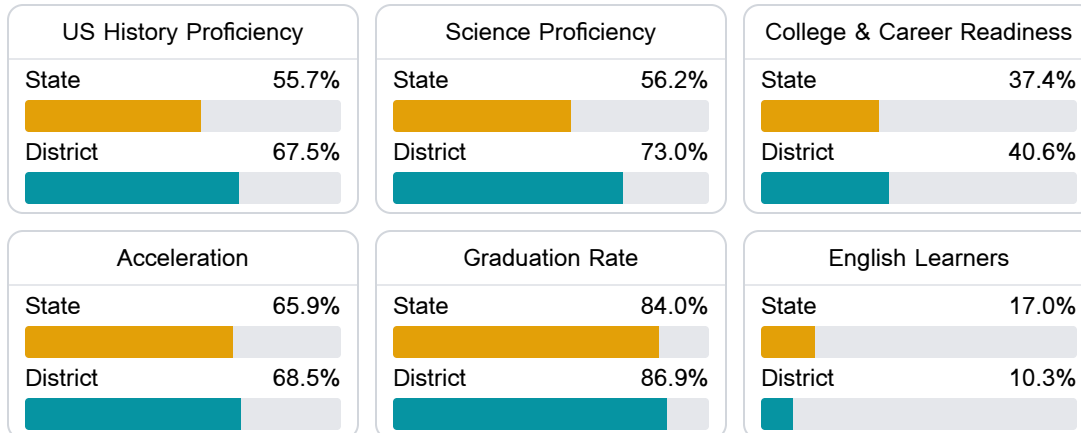 US History Proficiency
State 55.7%
District 67.5%
Science Proficiency
State 56.2%
District 73.0%
College & Career Readiness
State 37.4%
District 40.6%
Acceleration
State 65.9%
District 68.5%
Graduation Rate
State 84.0%
District 86.9%
English Learners
State 17.0%
District 10.3%